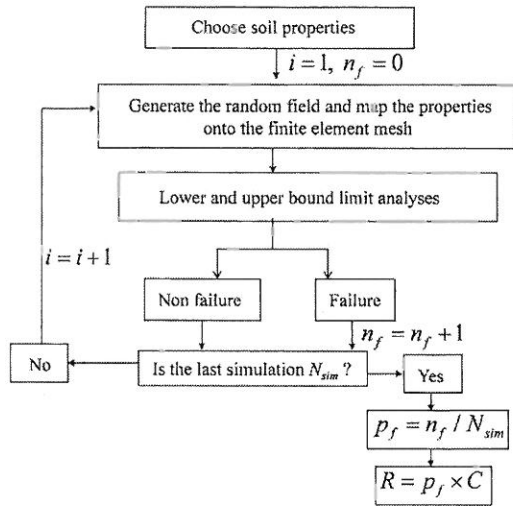 Choose soil properties
i = 1, n_f = 0
Generate the random field and map the properties
onto the finite element mesh
Lower and upper bound limit analyses
i = i + 1
Non failure
Failure
n_f = n_f + 1
No
Is the last simulation N_sim ?
Yes
p_f = n_f / N_sim
R = p_f × C